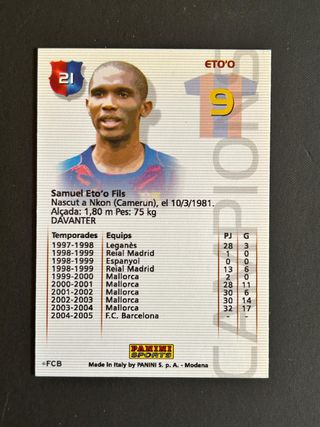 21
ETO'O
9
CAMPIONS
Samuel Eto'o Fils
Nascut a Nkon (Camerun), el 10/3/1981.
Alçada: 1,80 m Pes: 75 kg
DAVANTER
Temporades Equips PJ G
1997-1998 Leganès 28 3
1998-1999 Reial Madrid 1 0
1998-1999 Espanyol 0 0
1998-1999 Reial Madrid 13 6
1999-2000 Mallorca 2 0
2000-2001 Mallorca 28 11
2001-2002 Mallorca 30 6
2002-2003 Mallorca 30 14
2003-2004 Mallorca 32 17
2004-2005 F.C. Barcelona - -
PANINI
SPORTS
©FCB
Made in Italy by PANINI S. p. A. - Modena